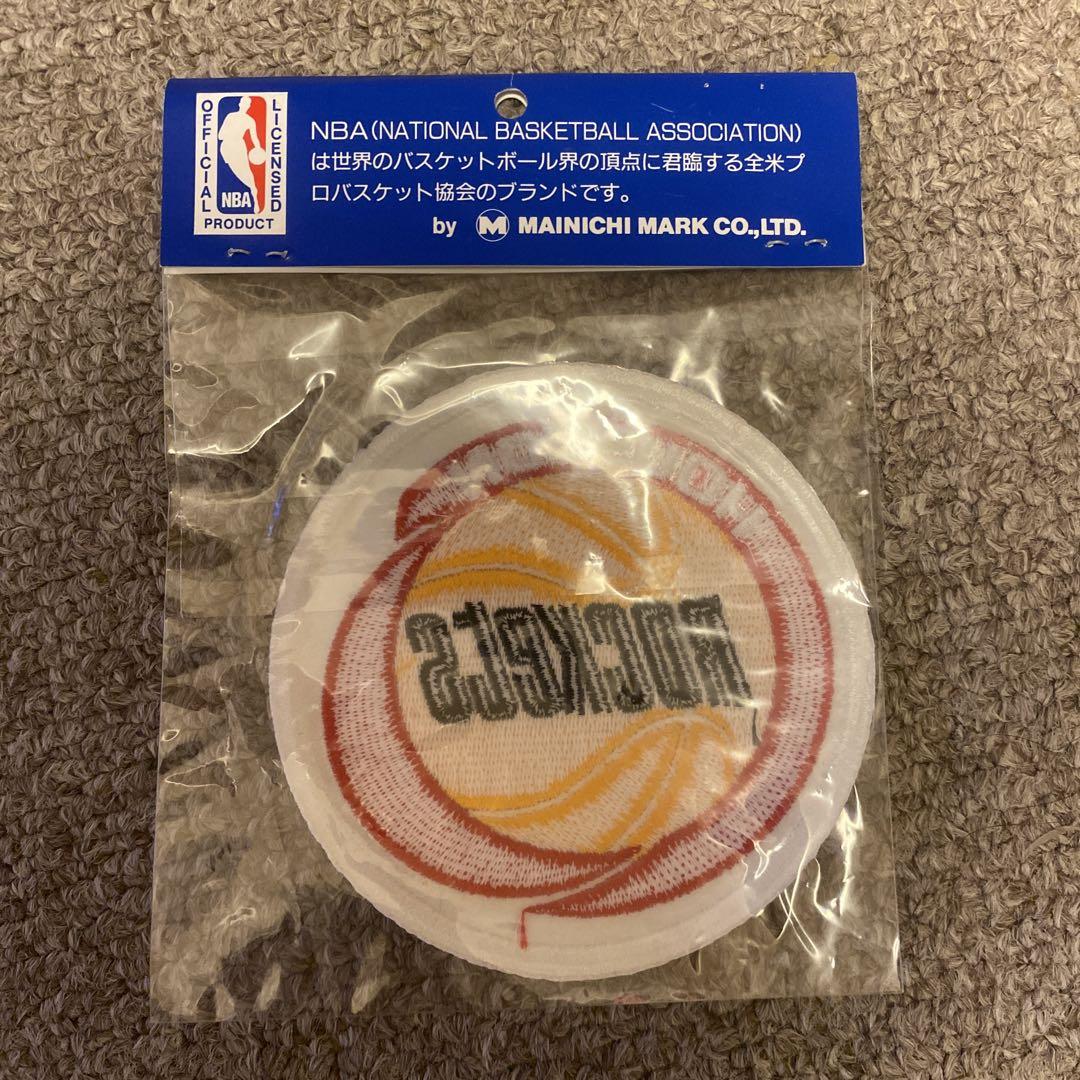 OFFICIAL
LICENSED
NBA
PRODUCT
NBA(NATIONAL BASKETBALL ASSOCIATION)
は世界のバスケットボール界の頂点に君臨する全米プ
ロバスケット協会のブランドです。
by M MAINICHI MARK CO.,LTD.
ROCKETS